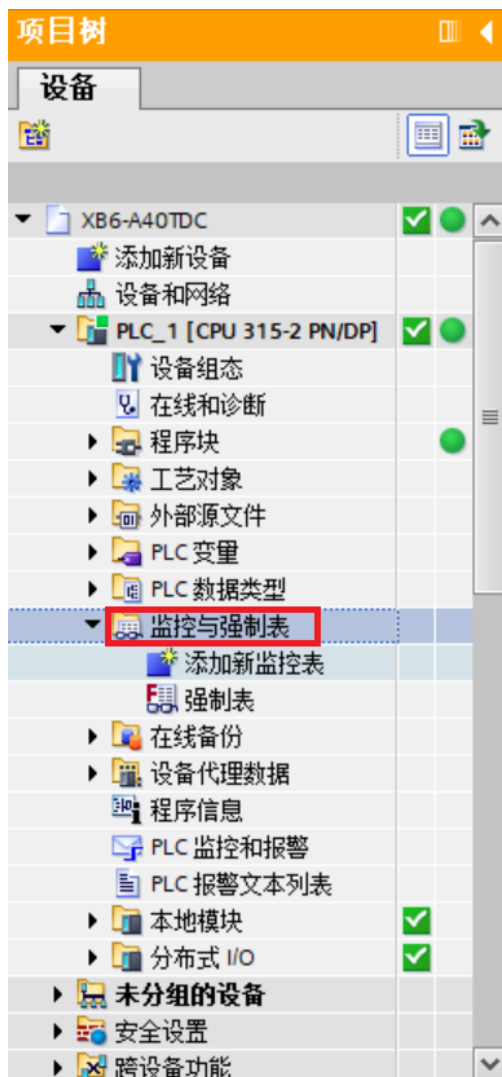 项目树
设备
XB6-A40TDC
添加新设备
设备和网络
PLC_1 [CPU 315-2 PN/DP]
设备组态
在线和诊断
程序块
工艺对象
外部源文件
PLC 变量
PLC 数据类型
监控与强制表
添加新监控表
强制表
在线备份
设备代理数据
程序信息
PLC 监控和报警
PLC 报警文本列表
本地模块
分布式 I/O
未分组的设备
安全设置
跨设备功能